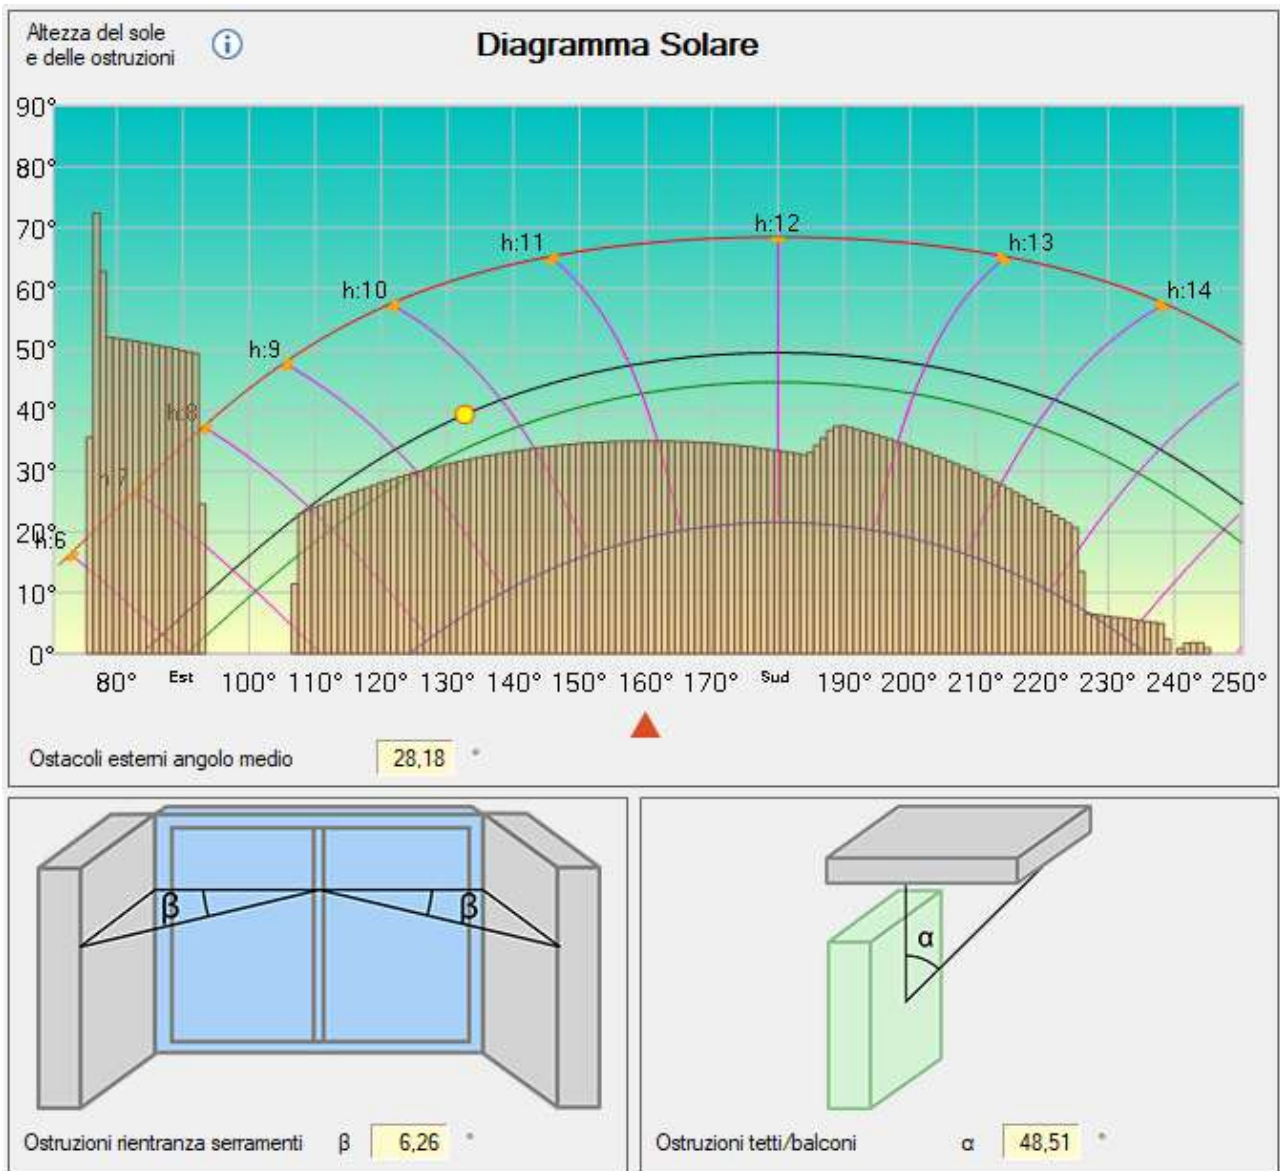 Altezza del sole
e delle ostruzioni
Diagramma Solare
90°
80°
70°
60°
50°
40°
30°
20°
10°
0°
h:6
h:7
h:8
h:9
h:10
h:11
h:12
h:13
h:14
80° Est 100° 110° 120° 130° 140° 150° 160° 170° Sud 190° 200° 210° 220° 230° 240° 250°
Ostacoli esterni angolo medio 28,18 °
β β
α
Ostruzioni rientranza serramenti β 6,26 °
Ostruzioni tetti/balconi α 48,51 °